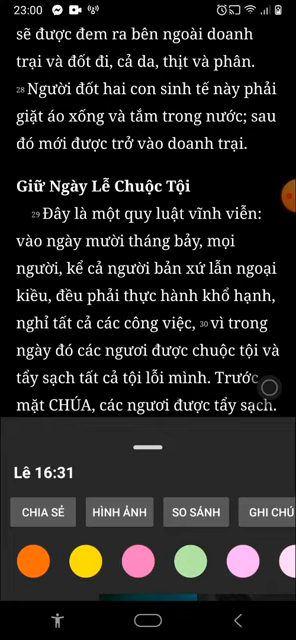 23:00
sẽ được đem ra bên ngoài doanh
trại và đốt đi, cả da, thịt và phân.
28 Người đốt hai con sinh tế này phải
giặt áo xống và tắm trong nước; sau
đó mới được trở vào doanh trại.
Giữ Ngày Lễ Chuộc Tội
29 Đây là một quy luật vĩnh viễn:
vào ngày mười tháng bảy, mọi
người, kể cả người bản xứ lẫn ngoại
kiều, đều phải thực hành khổ hạnh,
nghỉ tất cả các công việc, 30 vì trong
ngày đó các ngươi được chuộc tội và
tẩy sạch tất cả tội lỗi mình. Trước
mặt CHÚA, các ngươi được tẩy sạch.
Lê 16:31
CHIA SẺ HÌNH ẢNH SO SÁNH GHI CHÚ